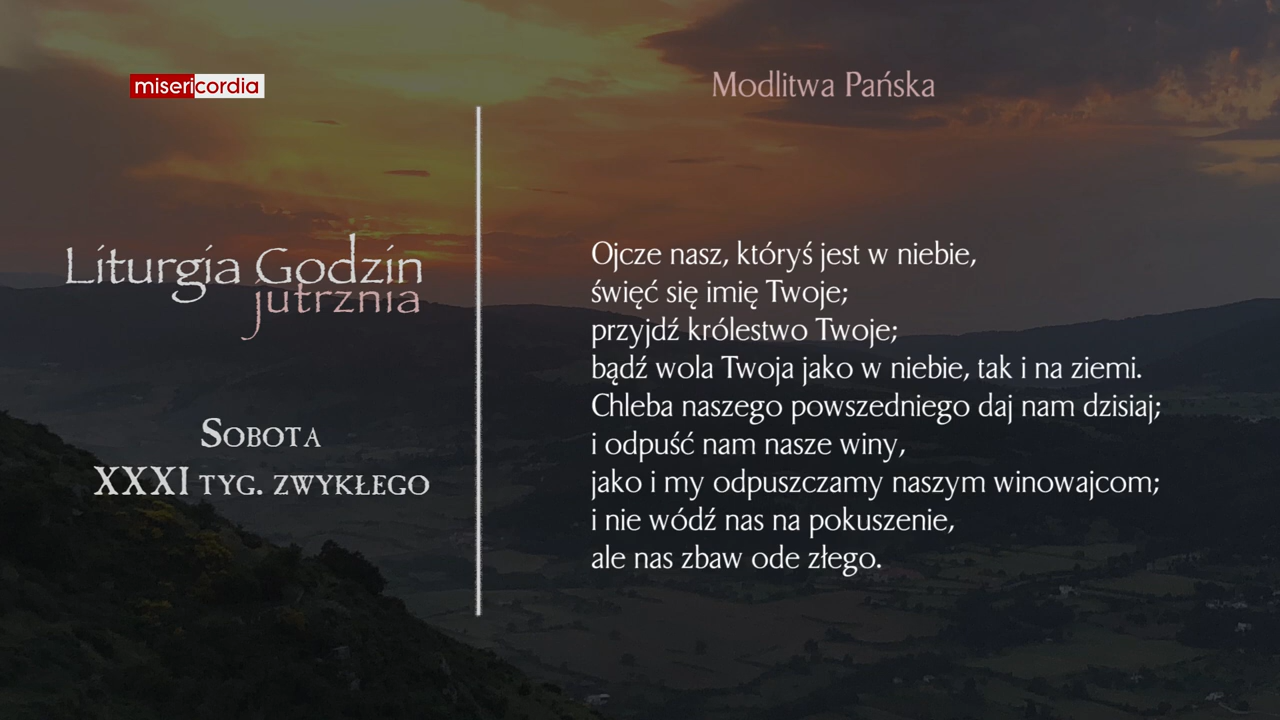 misericordia
Liturgia Godzin
jutrznia
Sobota
XXXI tyg. zwykłego
Modlitwa Pańska
Ojcze nasz, któryś jest w niebie,
święć się imię Twoje;
przyjdź królestwo Twoje;
bądź wola Twoja jako w niebie, tak i na ziemi.
Chleba naszego powszedniego daj nam dzisiaj;
i odpuść nam nasze winy,
jako i my odpuszczamy naszym winowajcom;
i nie wódź nas na pokuszenie,
ale nas zbaw ode złego.